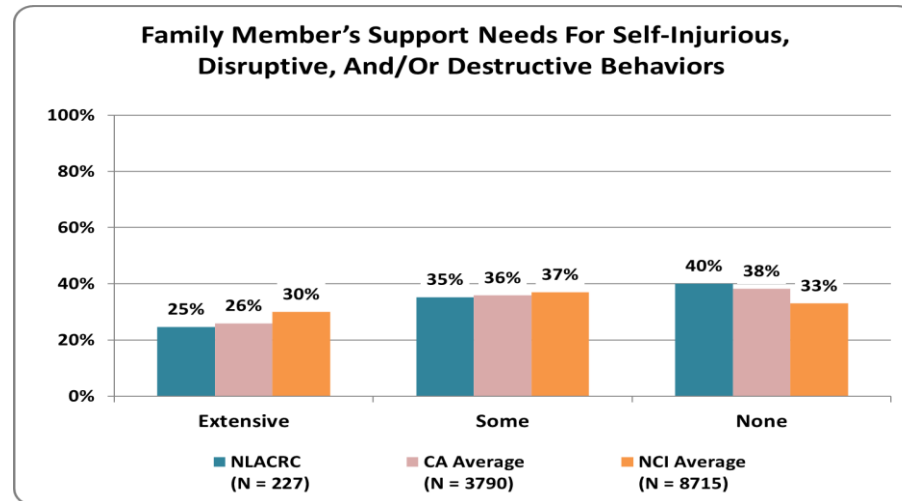 Family Member’s Support Needs For Self-Injurious,
Disruptive, And/Or Destructive Behaviors
100%
80%
60%
40%
20%
0%
25% 26% 30%
35% 36% 37%
40% 38% 33%
Extensive Some None
NLACRC CA Average NCI Average
(N = 227) (N = 3790) (N = 8715)